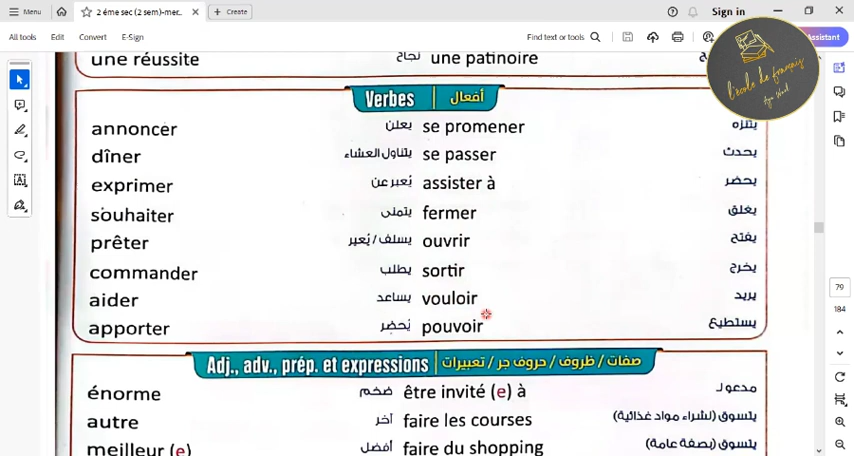 Menu
2 éme sec (2 sem)-mer...
Create
Sign in
All tools Edit Convert E-Sign
Find text or tools
Assistant
L'école de français
une réussite نجاح une patinoire
Verbes أفعال
annoncer يعلن se promener يتنزه
dîner يتناول العشاء se passer يحدث
exprimer يُعبر عن assister à يحضر
souhaiter يتمنى fermer يغلق
prêter يسلف / يُعير ouvrir يفتح
commander يطلب sortir يخرج
aider يساعد vouloir يريد
apporter يُحضِر pouvoir يستطيع
Adj., adv., prép. et expressions صفات / ظروف / حروف جر / تعبيرات
énorme ضخم être invité (e) à مدعو لـ
autre آخر faire les courses يتسوق (لشراء مواد غذائية)
meilleur (e) أفضل faire du shopping يتسوق (بصفة عامة)
79
184